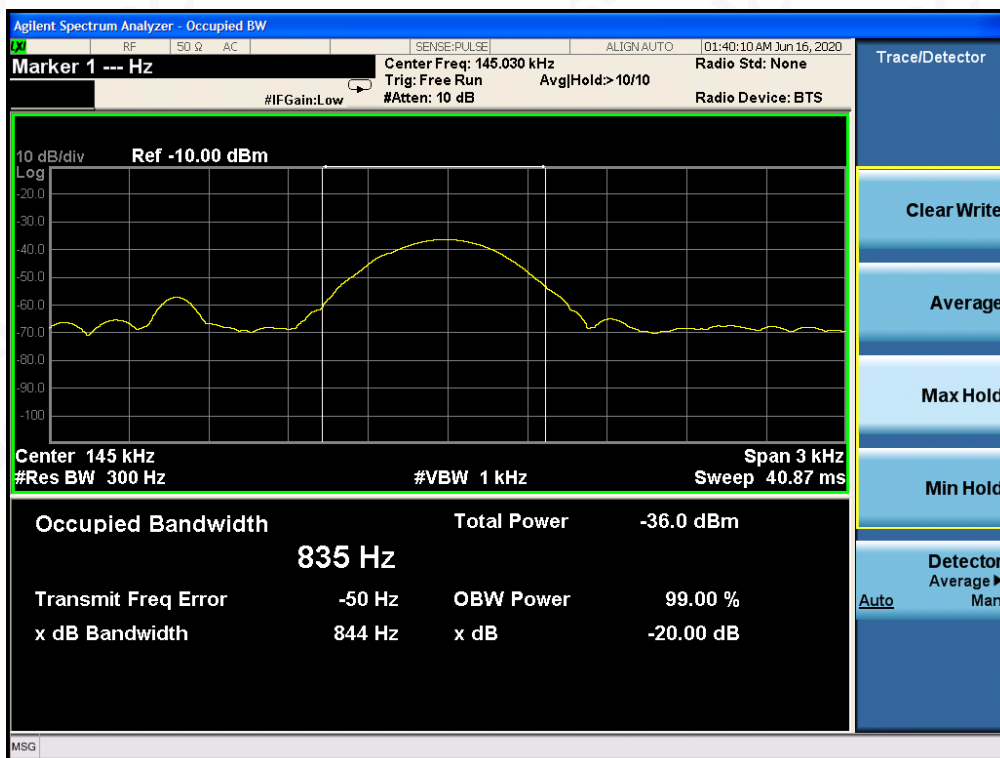 Agilent Spectrum Analyzer - Occupied BW
LXI RF 50 Ω AC SENSE:PULSE ALIGN AUTO 01:40:10 AM Jun 16, 2020
Marker 1 --- Hz
Center Freq: 145.030 kHz
Radio Std: None
Trig: Free Run Avg|Hold:> 10/10
#IFGain:Low
#Atten: 10 dB
Radio Device: BTS
10 dB/div Ref -10.00 dBm
Log
-20.0
-30.0
-40.0
-50.0
-60.0
-70.0
-80.0
-90.0
-100
Center 145 kHz Span 3 kHz
#Res BW 300 Hz #VBW 1 kHz Sweep 40.87 ms
Occupied Bandwidth Total Power -36.0 dBm
835 Hz
Transmit Freq Error -50 Hz OBW Power 99.00 %
x dB Bandwidth 844 Hz x dB -20.00 dB
MSG
Trace/Detector
Clear Write
Average
Max Hold
Min Hold
Detector
Average
Auto Man